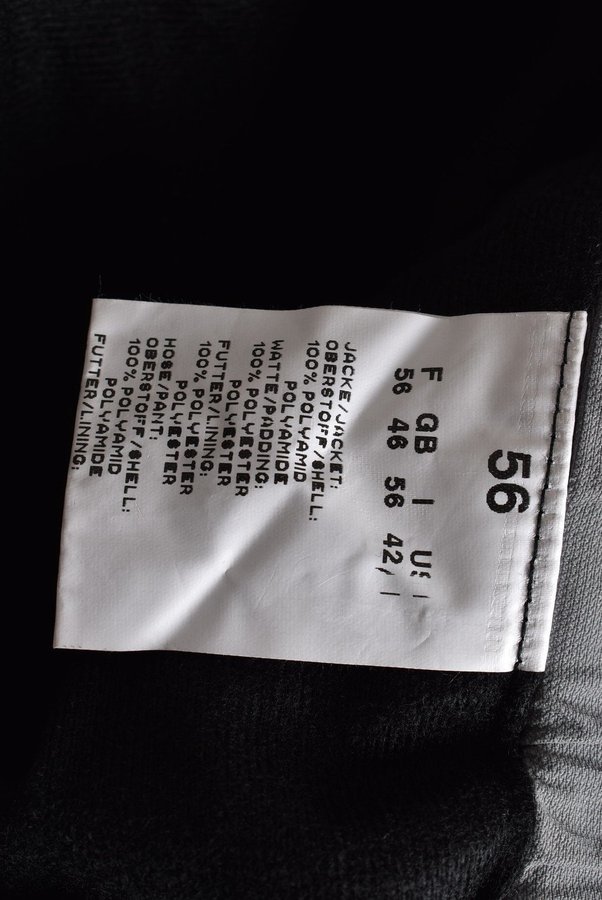 56
F GB I US
56 46 56 42
JACKE/JACKET:
OBERSTOFF/SHELL:
100% POLYAMID
POLYAMIDE
WATTE/PADDING:
100% POLYESTER
POLYESTER
FUTTER/LINING:
100% POLYESTER
POLYESTER
HOSE/PANT:
OBERSTOFF/SHELL:
100% POLYAMID
POLYAMIDE
FUTTER/LINING: